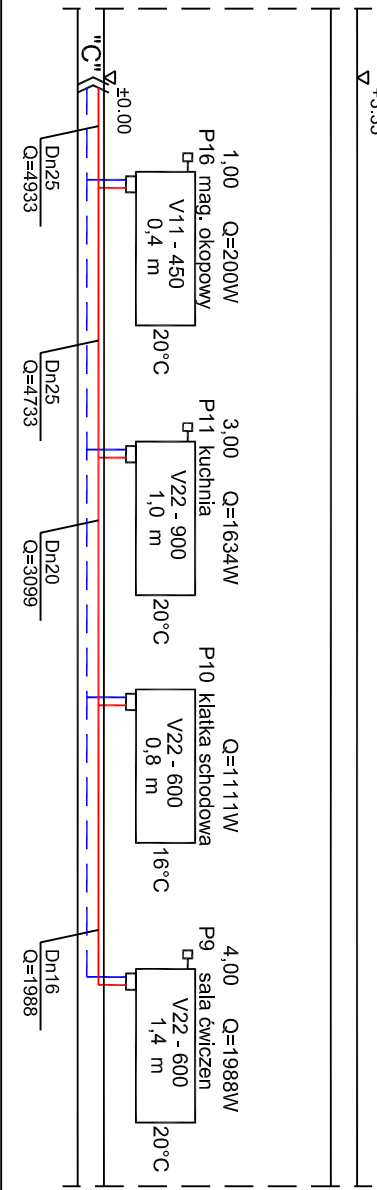 ±0.00
"C"
1,00 Q=200W
P16 mag. okopowy
V11 - 450
0,4 m
20°C
3,00 Q=1634W
P11 kuchnia
V22 - 900
1,0 m
20°C
Q=1111W
P10 klatka schodowa
V22 - 600
0,8 m
16°C
4,00 Q=1988W
P9 sala ćwiczen
V22 - 600
1,4 m
20°C
Dn25
Q=4933
Dn25
Q=4733
Dn20
Q=3099
Dn16
Q=1988